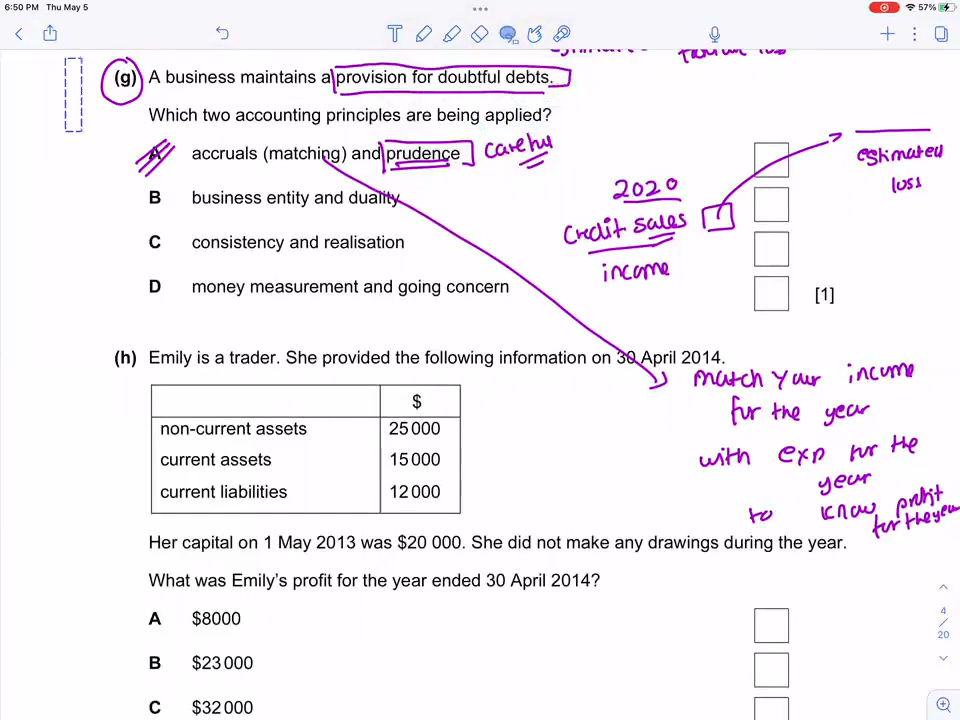 6:50 PM Thu May 5
57%
(g) A business maintains a provision for doubtful debts.
Which two accounting principles are being applied?
A accruals (matching) and prudence careful
estimated
loss
B business entity and duality
2020
credit sales
C consistency and realisation
income
D money measurement and going concern [1]
(h) Emily is a trader. She provided the following information on 30 April 2014.
match your income
for the year
with exp for the
year
to know profit
for the year
$
non-current assets 25 000
current assets 15 000
current liabilities 12 000
Her capital on 1 May 2013 was $20 000. She did not make any drawings during the year.
What was Emily's profit for the year ended 30 April 2014?
A $8000
B $23 000
C $32 000
4
/
20